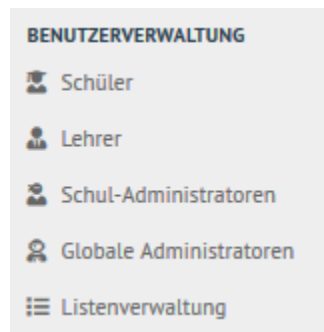 BENUTZERVERWALTUNG
Schüler
Lehrer
Schul-Administratoren
Globale Administratoren
Listenverwaltung